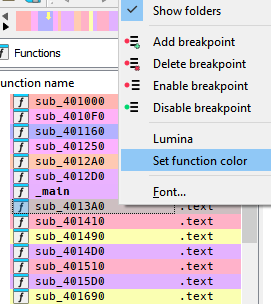 Show folders
Functions
Add breakpoint
unction name
Delete breakpoint
f sub_401000
Enable breakpoint
f sub_4010F0
Disable breakpoint
f sub_401160
f sub_401250
Lumina
f sub_4012A0
Set function color
f sub_4012D0
f _main
Font...
f sub_4013A0 .text
f sub_401410 .text
f sub_401490 .text
f sub_4014D0 .text
f sub_401510 .text
f sub_4015D0 .text
f sub_401690 .text